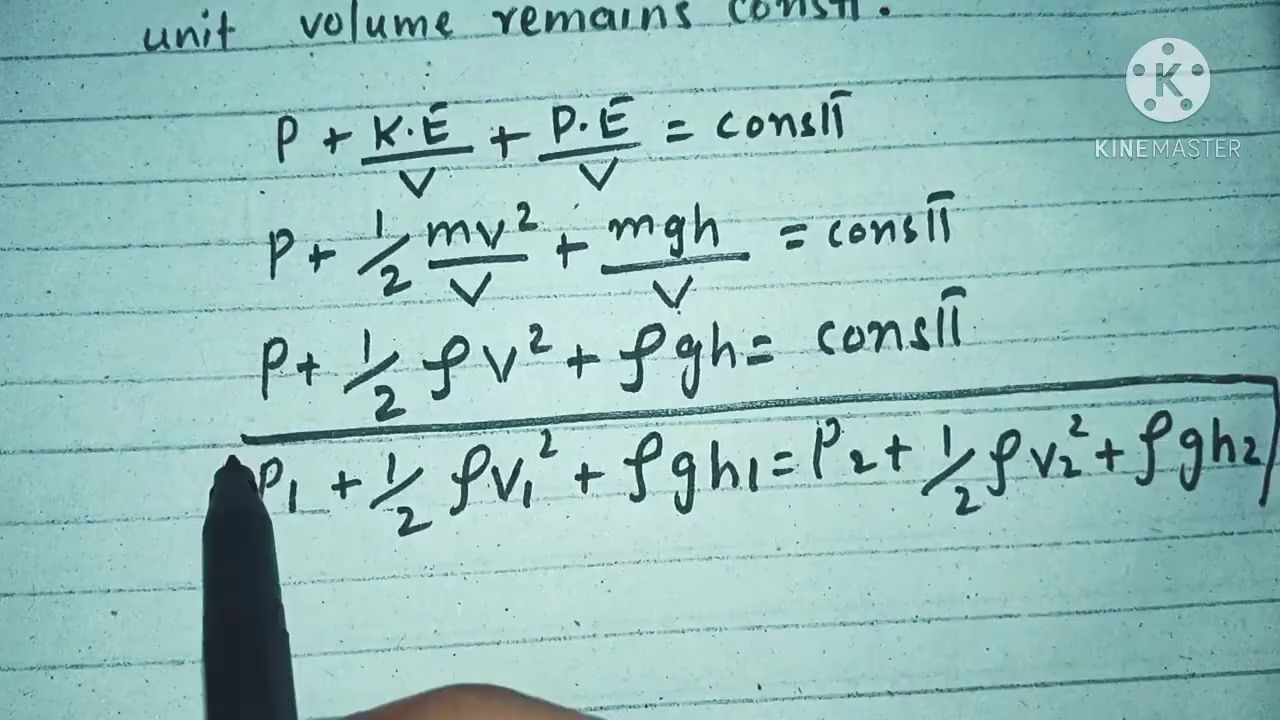 unit volume remains constt.
K
KINEMASTER
P + K.E/V + P.E/V = constt
P + 1/2 mv²/V + mgh/V = constt
P + 1/2 ρv² + ρgh = constt
P₁ + 1/2 ρv₁² + ρgh₁ = P₂ + 1/2 ρv₂² + ρgh₂